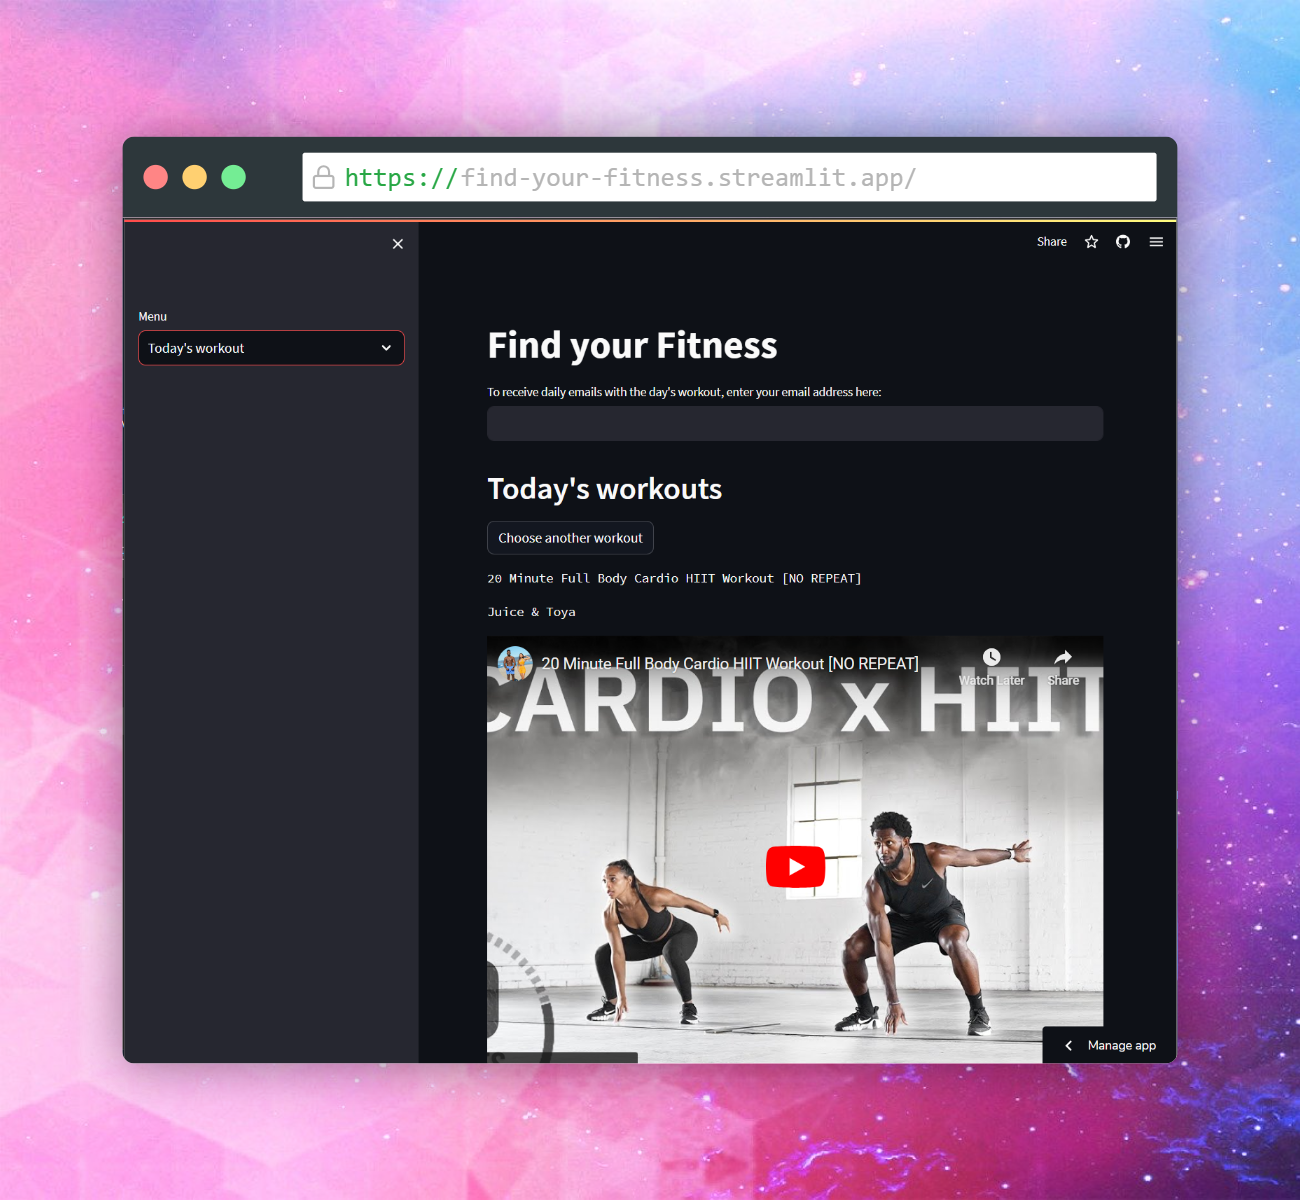 https://find-your-fitness.streamlit.app/
Share
Menu
Today's workout
Find your Fitness
To receive daily emails with the day's workout, enter your email address here:
Today's workouts
Choose another workout
20 Minute Full Body Cardio HIIT Workout [NO REPEAT]
Juice & Toya
20 Minute Full Body Cardio HIIT Workout [NO REPEAT]
Watch Later
Share
CARDIO x HIIT
Manage app